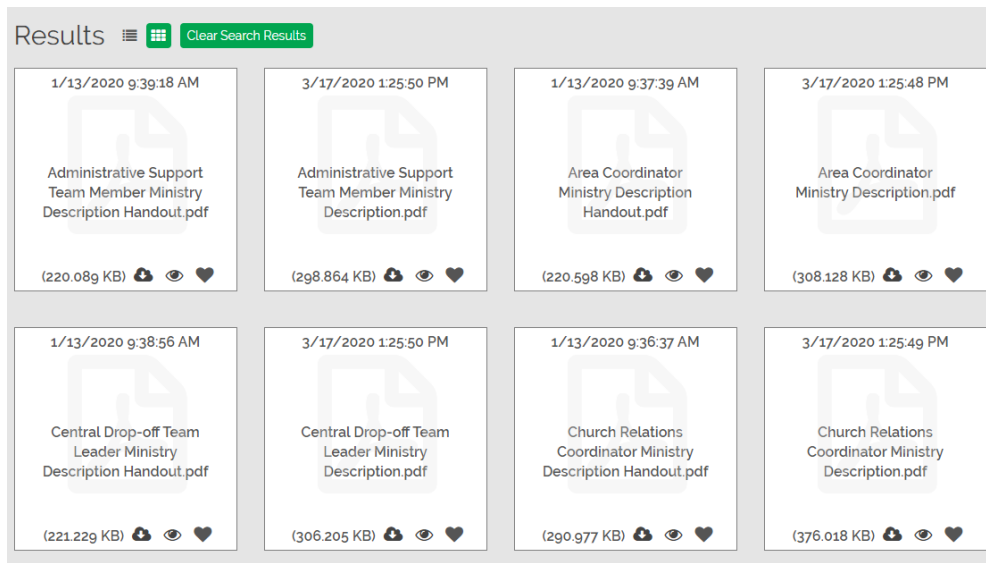 Results
Clear Search Results
1/13/2020 9:39:18 AM
Administrative Support
Team Member Ministry
Description Handout.pdf
(220.089 KB)
3/17/2020 1:25:50 PM
Administrative Support
Team Member Ministry
Description.pdf
(298.864 KB)
1/13/2020 9:37:39 AM
Area Coordinator
Ministry Description
Handout.pdf
(220.598 KB)
3/17/2020 1:25:48 PM
Area Coordinator
Ministry Description.pdf
(308.128 KB)
1/13/2020 9:38:56 AM
Central Drop-off Team
Leader Ministry
Description Handout.pdf
(221.229 KB)
3/17/2020 1:25:50 PM
Central Drop-off Team
Leader Ministry
Description.pdf
(306.205 KB)
1/13/2020 9:36:37 AM
Church Relations
Coordinator Ministry
Description Handout.pdf
(290.977 KB)
3/17/2020 1:25:49 PM
Church Relations
Coordinator Ministry
Description.pdf
(376.018 KB)